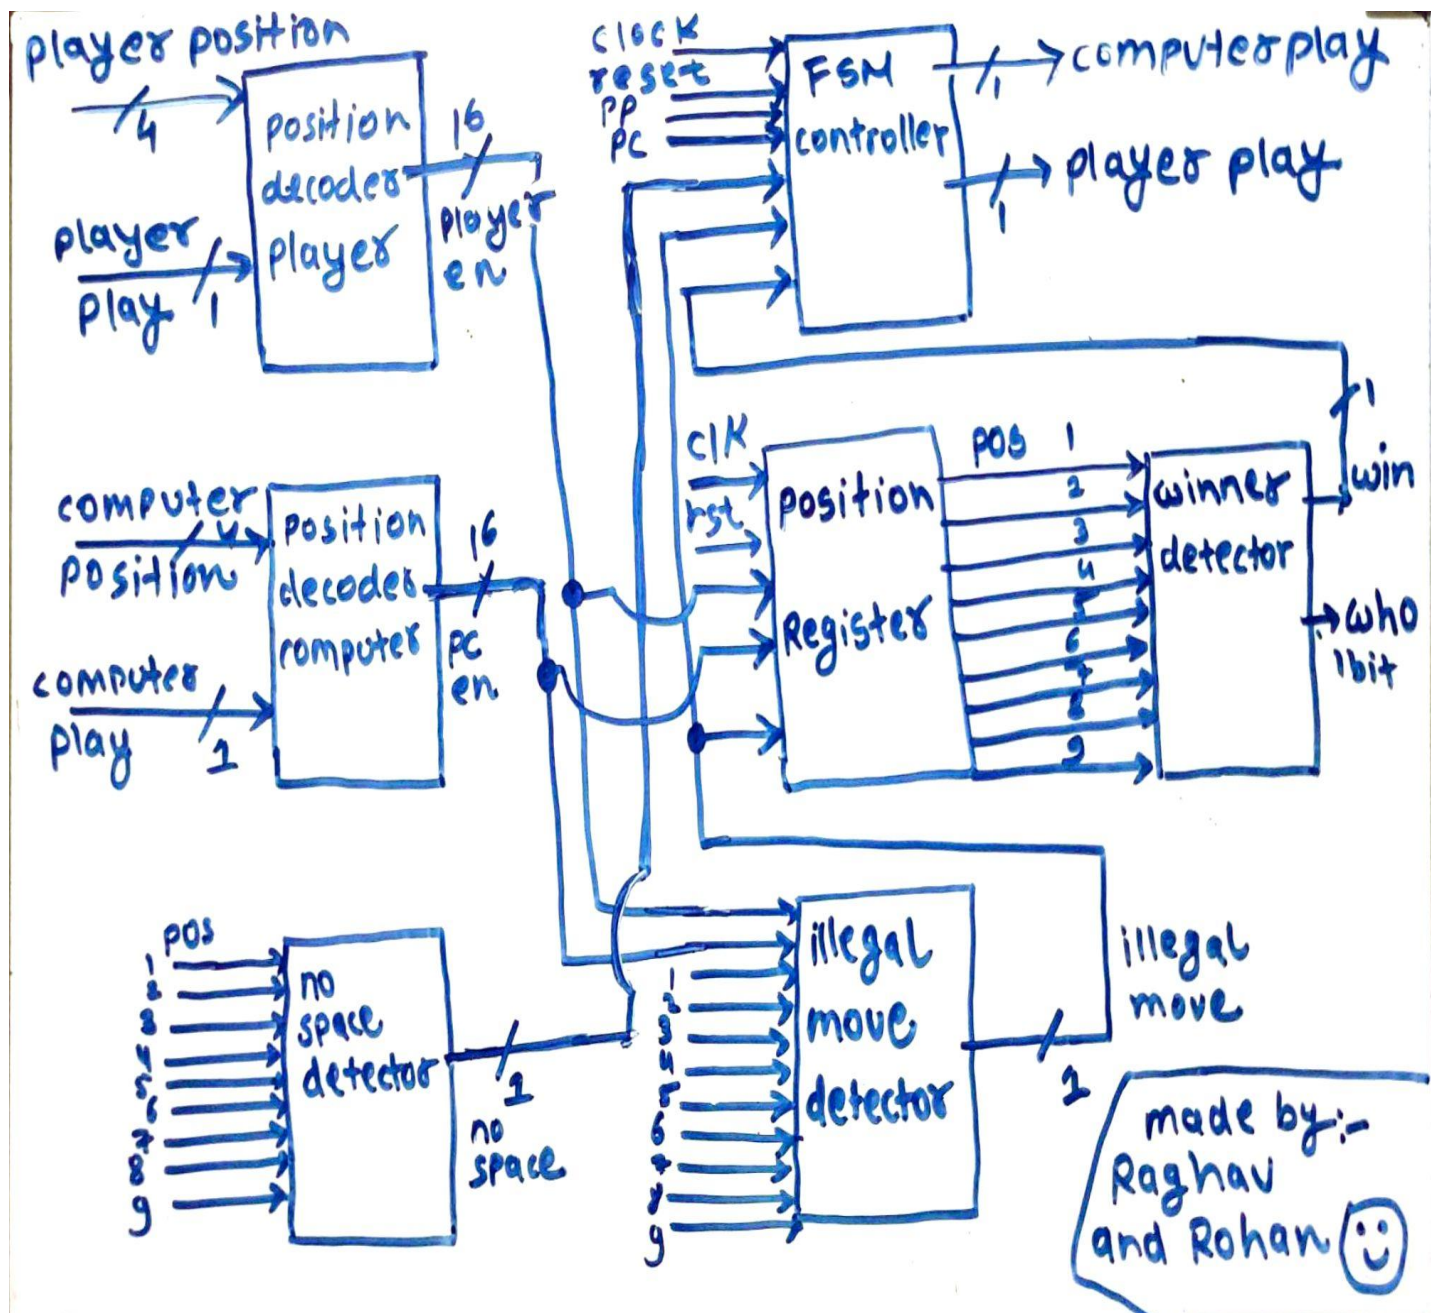 player position
4
player
play
1
position
decoder
player
16
player
en
clock
reset
PP
PC
FSM
controller
1
computer play
1
player play
computer
4
position
computer
play
1
position
decoder
computer
16
PC
en
clk
rst
position
Register
pos
1
2
3
4
5
6
7
8
9
winner
detector
1
win
who
1bit
pos
1
2
3
4
5
6
7
8
9
no
space
detector
1
no
space
1
2
3
4
5
6
7
8
9
illegal
move
detector
1
illegal
move
made by:-
Raghav
and Rohan